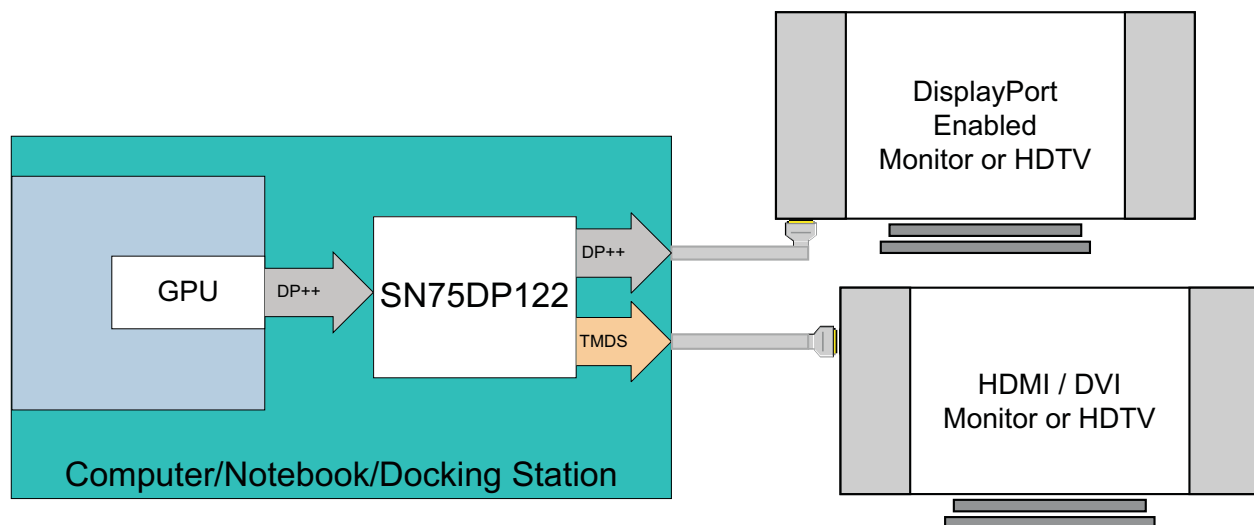 DisplayPort
Enabled
Monitor or HDTV
GPU
DP++
SN75DP122
DP++
TMDS
HDMI / DVI
Monitor or HDTV
Computer/Notebook/Docking Station